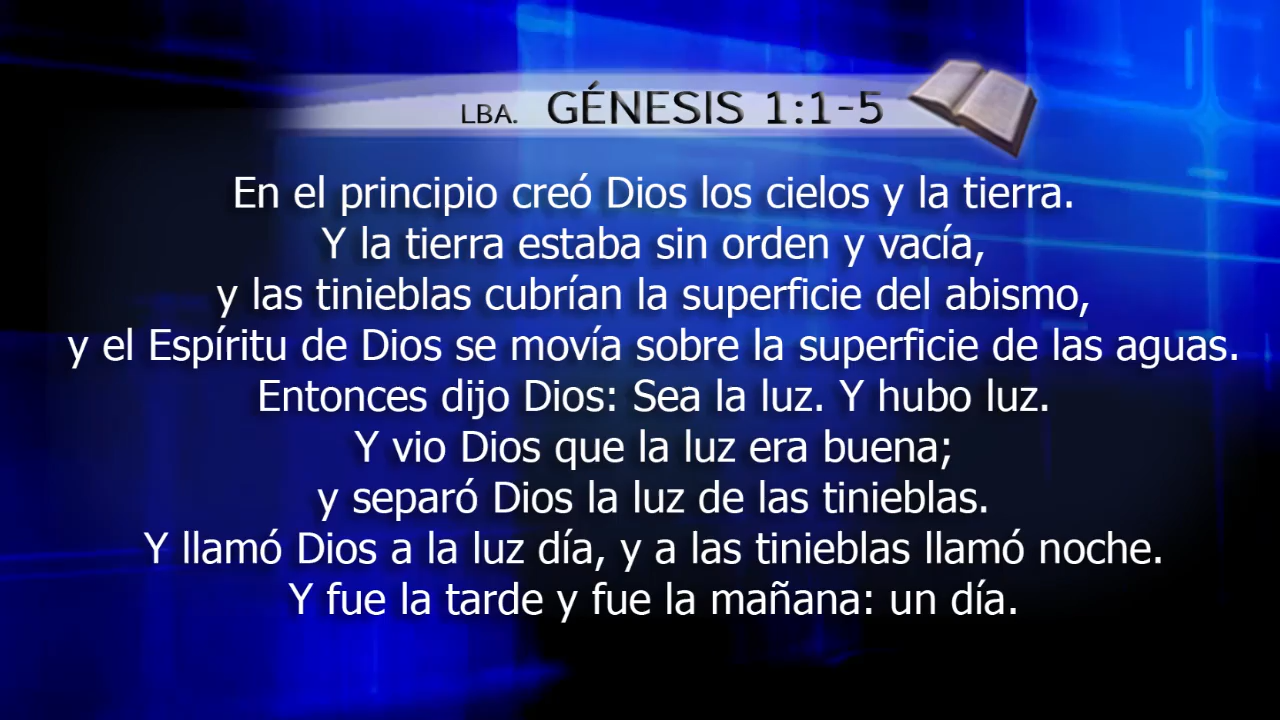 LBA. GÉNESIS 1:1-5
En el principio creó Dios los cielos y la tierra.
Y la tierra estaba sin orden y vacía,
y las tinieblas cubrían la superficie del abismo,
y el Espíritu de Dios se movía sobre la superficie de las aguas.
Entonces dijo Dios: Sea la luz. Y hubo luz.
Y vio Dios que la luz era buena;
y separó Dios la luz de las tinieblas.
Y llamó Dios a la luz día, y a las tinieblas llamó noche.
Y fue la tarde y fue la mañana: un día.